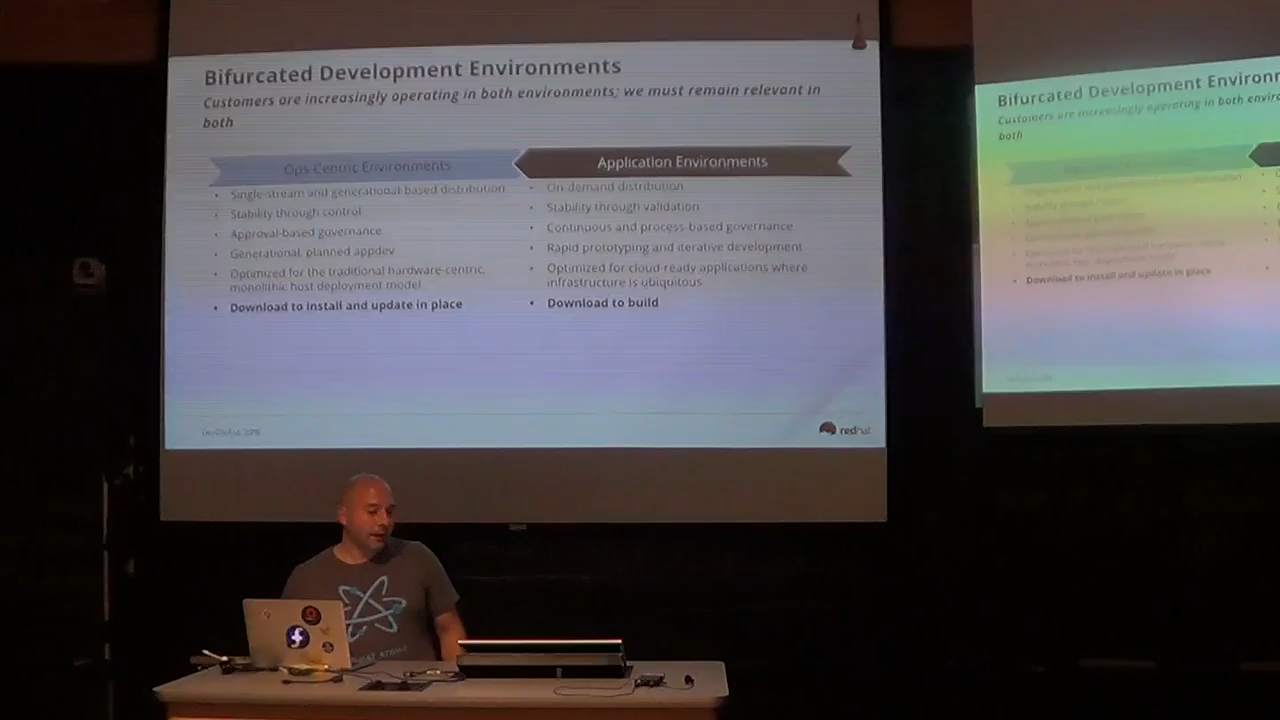 Bifurcated Development Environments
Customers are increasingly operating in both environments; we must remain relevant in
both
Ops-Centric Environments
• Single-stream and generational based distribution
• Stability through control
• Approval-based governance
• Generational, planned appdev
• Optimized for the traditional hardware-centric,
monolithic host deployment model
• Download to install and update in place
Application Environments
• On-demand distribution
• Stability through validation
• Continuous and process-based governance
• Rapid prototyping and iterative development
• Optimized for cloud-ready applications where
infrastructure is ubiquitous
• Download to build
redhat
Bifurcated Development Environ
Customers are increasingly operating in both enviro
both
• Download to install and update in place